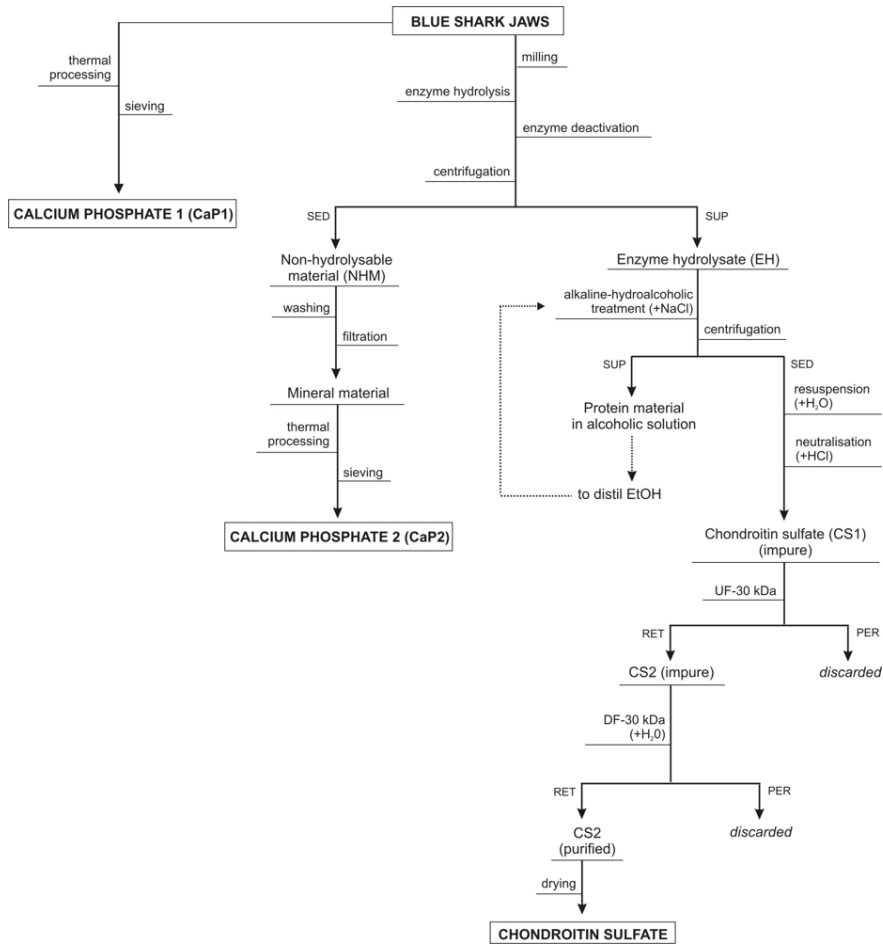 BLUE SHARK JAWS
thermal
processing
sieving
CALCIUM PHOSPHATE 1 (CaP1)
milling
enzyme hydrolysis
enzyme deactivation
centrifugation
SED
SUP
Non-hydrolysable
material (NHM)
washing
filtration
Mineral material
thermal
processing
sieving
CALCIUM PHOSPHATE 2 (CaP2)
Enzyme hydrolysate (EH)
alkaline-hydroalcoholic
treatment (+NaCl)
centrifugation
SUP
SED
Protein material
in alcoholic solution
to distil EtOH
resuspension
(+H₂O)
neutralisation
(+HCl)
Chondroitin sulfate (CS1)
(impure)
UF-30 kDa
RET
PER
CS2 (impure)
discarded
DF-30 kDa
(+H₂0)
RET
PER
CS2
(purified)
discarded
drying
CHONDROITIN SULFATE